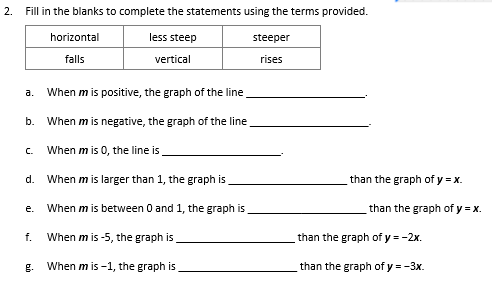 2. Fill in the blanks to complete the statements using the terms provided.
horizontal less steep steeper
falls vertical rises
a. When m is positive, the graph of the line ____________________.
b. When m is negative, the graph of the line ____________________.
c. When m is 0, the line is ____________________.
d. When m is larger than 1, the graph is ____________________ than the graph of y = x.
e. When m is between 0 and 1, the graph is ____________________ than the graph of y = x.
f. When m is -5, the graph is ____________________ than the graph of y = −2x.
g. When m is −1, the graph is ____________________ than the graph of y = −3x.